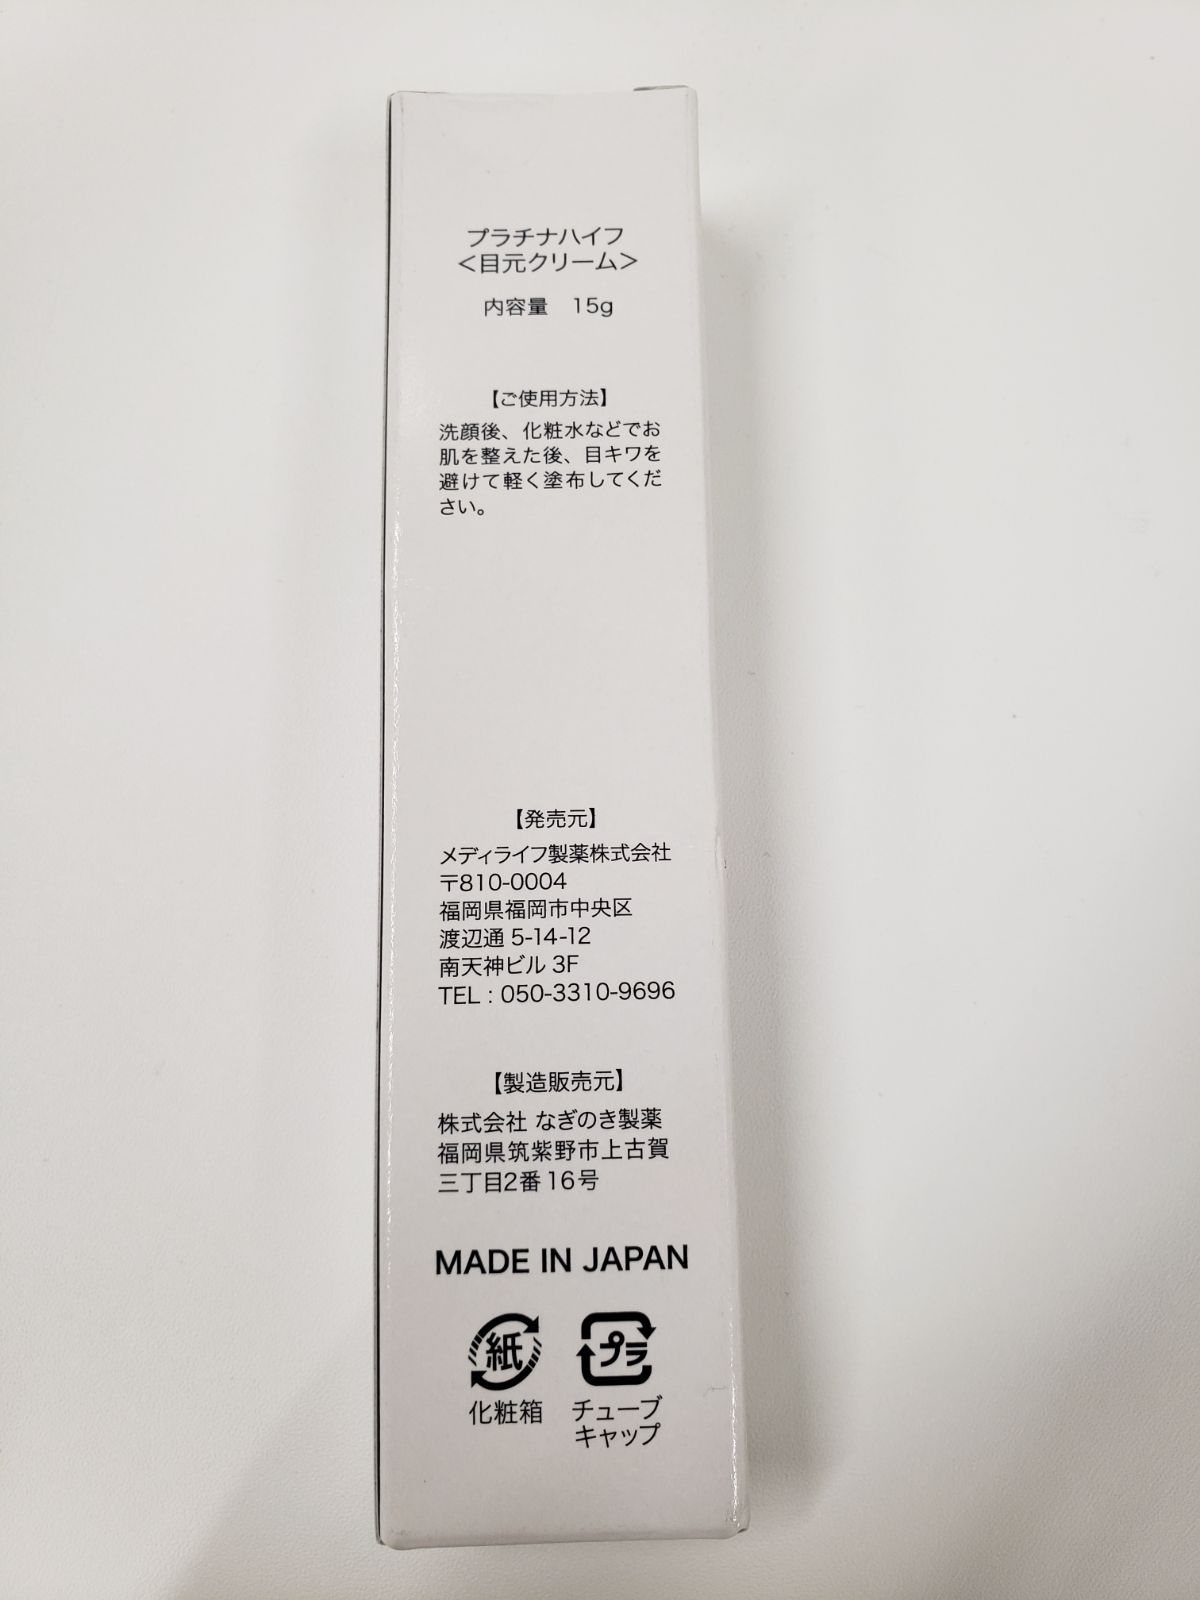 プラチナハイフ
＜目元クリーム＞
内容量　15g
【ご使用方法】
洗顔後、化粧水などでお
肌を整えた後、目キワを
避けて軽く塗布してくだ
さい。
【発売元】
メディライフ製薬株式会社
〒810-0004
福岡県福岡市中央区
渡辺通 5-14-12
南天神ビル 3F
TEL : 050-3310-9696
【製造販売元】
株式会社 なぎのき製薬
福岡県筑紫野市上古賀
三丁目2番16号
MADE IN JAPAN
紙 プラ
化粧箱 チューブ
キャップ